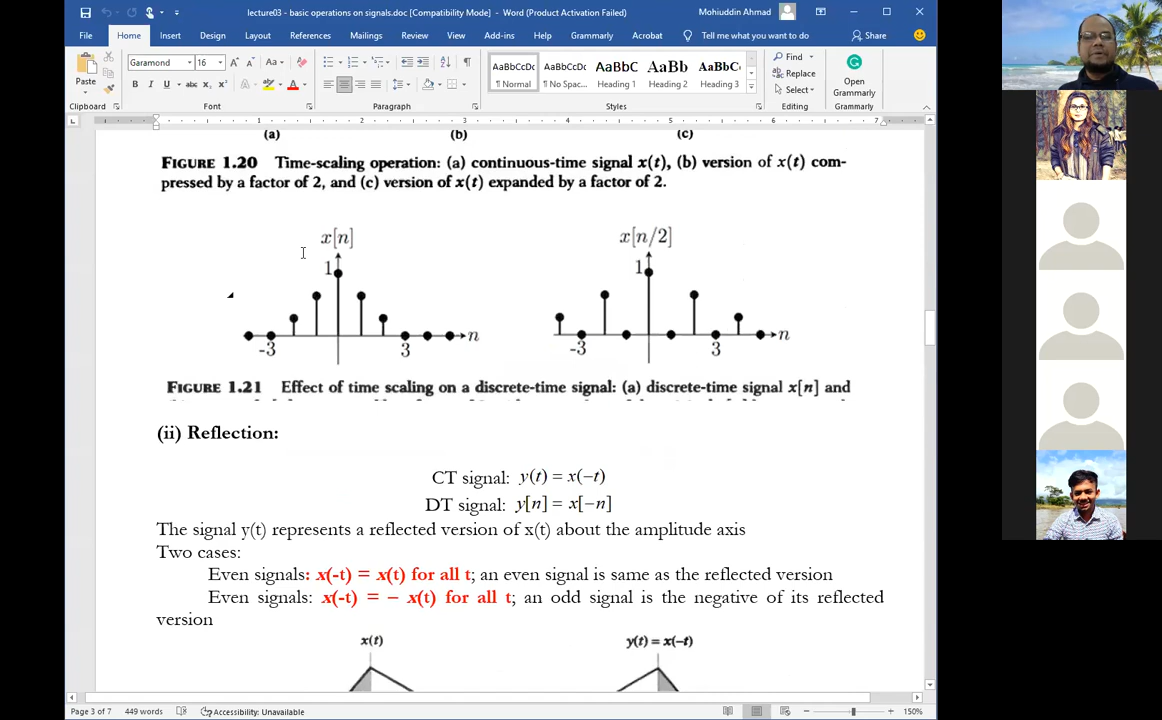 lecture03 - basic operations on signals.doc [Compatibility Mode] - Word (Product Activation Failed)
Mohiuddin Ahmad
File Home Insert Design Layout References Mailings Review View Add-ins Help Grammarly Acrobat Tell me what you want to do Share
Garamond 16
AaBbCcDc AaBbCcDc AaBbC AaBb AaBbC
Paste
B I U abc
¶ Normal ¶ No Spac... Heading 1 Heading 2 Heading 3
Find
Replace
Select
Open
Grammarly
Clipboard Font Paragraph Styles Editing Grammarly
1 2 3 4 5 6 7
(a) (b) (c)
FIGURE 1.20 Time-scaling operation: (a) continuous-time signal x(t), (b) version of x(t) com-
pressed by a factor of 2, and (c) version of x(t) expanded by a factor of 2.
x[n] x[n/2]
1 1
n n
-3 3 -3 3
FIGURE 1.21 Effect of time scaling on a discrete-time signal: (a) discrete-time signal x[n] and
(ii) Reflection:
CT signal: y(t) = x(−t)
DT signal: y[n] = x[−n]
The signal y(t) represents a reflected version of x(t) about the amplitude axis
Two cases:
Even signals: x(-t) = x(t) for all t; an even signal is same as the reflected version
Even signals: x(-t) = − x(t) for all t; an odd signal is the negative of its reflected
version
x(t) y(t) = x(−t)
Page 3 of 7 449 words Accessibility: Unavailable 150%